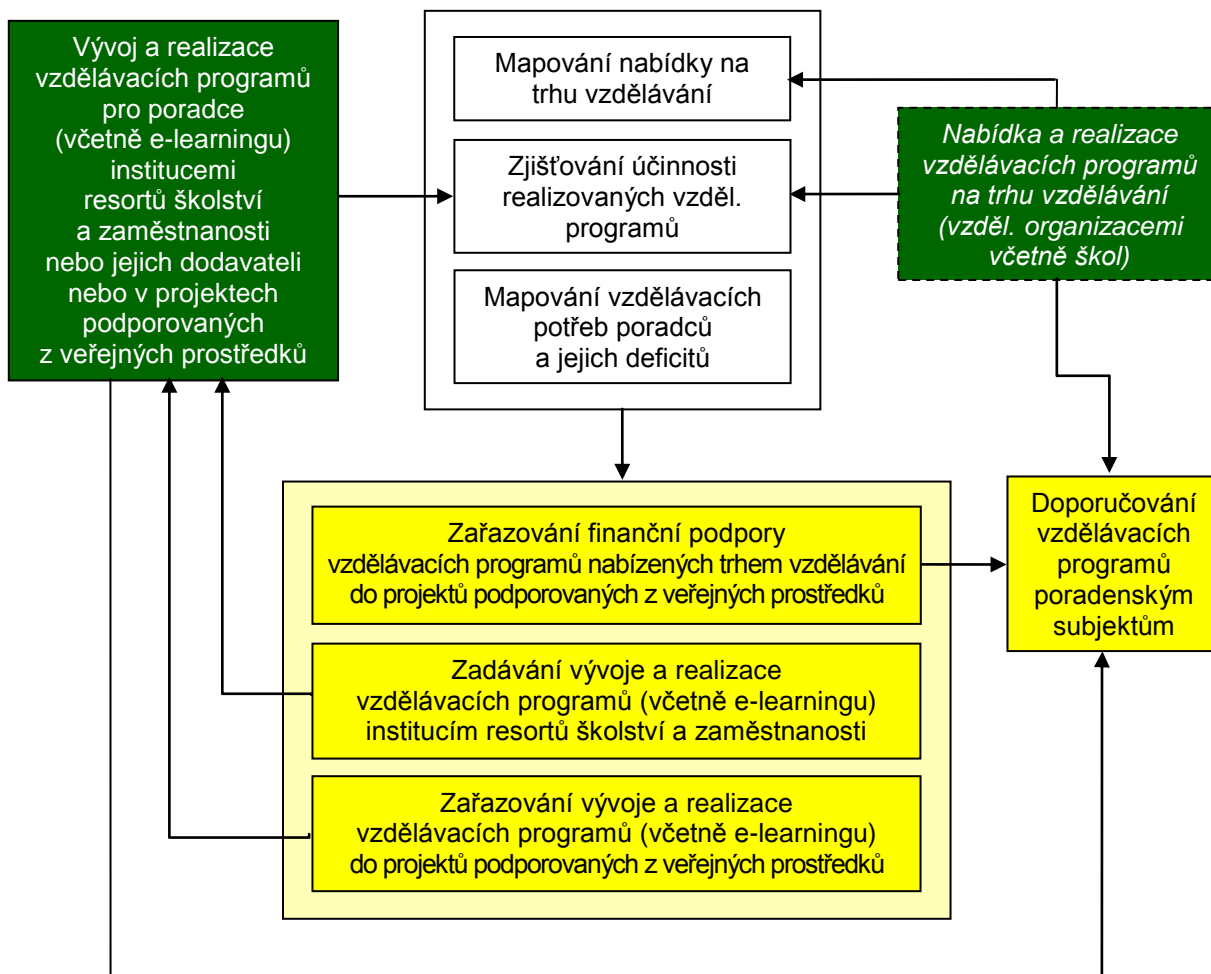 Vývoj a realizace
vzdělávacích programů
pro poradce
(včetně e-learningu)
institucemi
resortů školství
a zaměstnanosti
nebo jejich dodavateli
nebo v projektech
podporovaných
z veřejných prostředků
Mapování nabídky na
trhu vzdělávání
Zjišťování účinnosti
realizovaných vzděl.
programů
Mapování vzdělávacích
potřeb poradců
a jejich deficitů
Nabídka a realizace
vzdělávacích programů
na trhu vzdělávání
(vzděl. organizacemi
včetně škol)
Zařazování finanční podpory
vzdělávacích programů nabízených trhem vzdělávání
do projektů podporovaných z veřejných prostředků
Zadávání vývoje a realizace
vzdělávacích programů (včetně e-learningu)
institucím resortů školství a zaměstnanosti
Zařazování vývoje a realizace
vzdělávacích programů (včetně e-learningu)
do projektů podporovaných z veřejných prostředků
Doporučování
vzdělávacích
programů
poradenským
subjektům